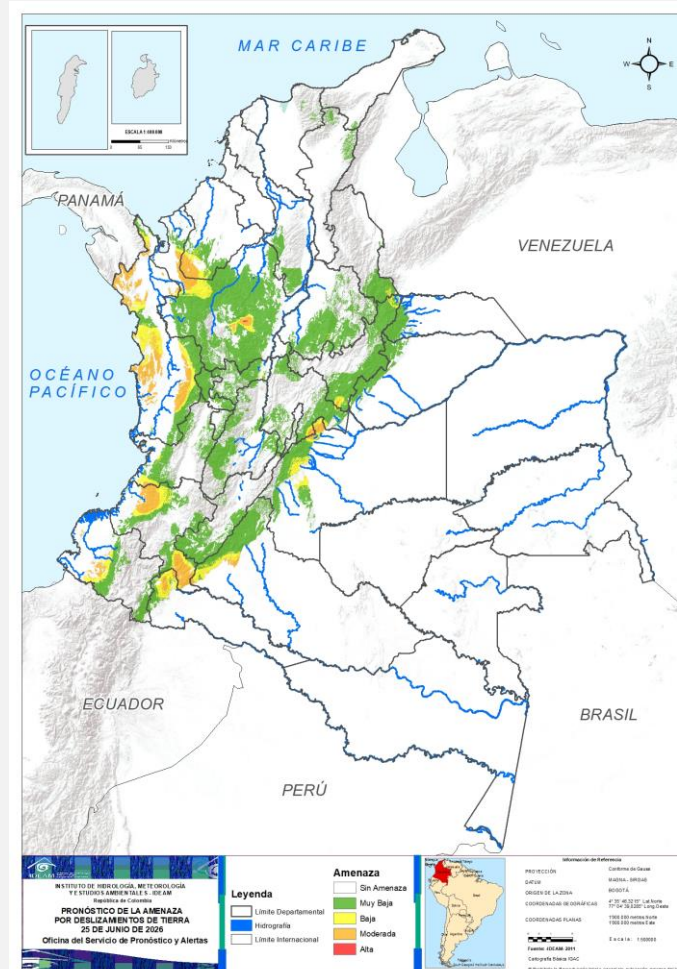 MAR CARIBE
N
W
E
S
ESCALA 1:
PANAMÁ
VENEZUELA
OCÉANO
PACÍFICO
ECUADOR
BRASIL
PERÚ
IDEAM
INSTITUTO DE HIDROLOGÍA, METEOROLOGÍA
Y ESTUDIOS AMBIENTALES - IDEAM
República de Colombia
PRONÓSTICO DE LA AMENAZA
POR DESLIZAMIENTOS DE TIERRA
25 DE JUNIO DE 2026
Oficina del Servicio de Pronóstico y Alertas
Leyenda
Límite Departamental
Hidrografía
Límite Internacional
Amenaza
Sin Amenaza
Muy Baja
Baja
Moderada
Alta
Información de Referencia
PROYECCIÓN Conforme de Gauss
DATUM MAGNA - SIRGAS
ORIGEN DE LA ZONA BOGOTÁ
COORDENADAS GEOGRÁFICAS
COORDENADAS PLANAS
Escala:
Fuente:
Cartografía Básica IGAC